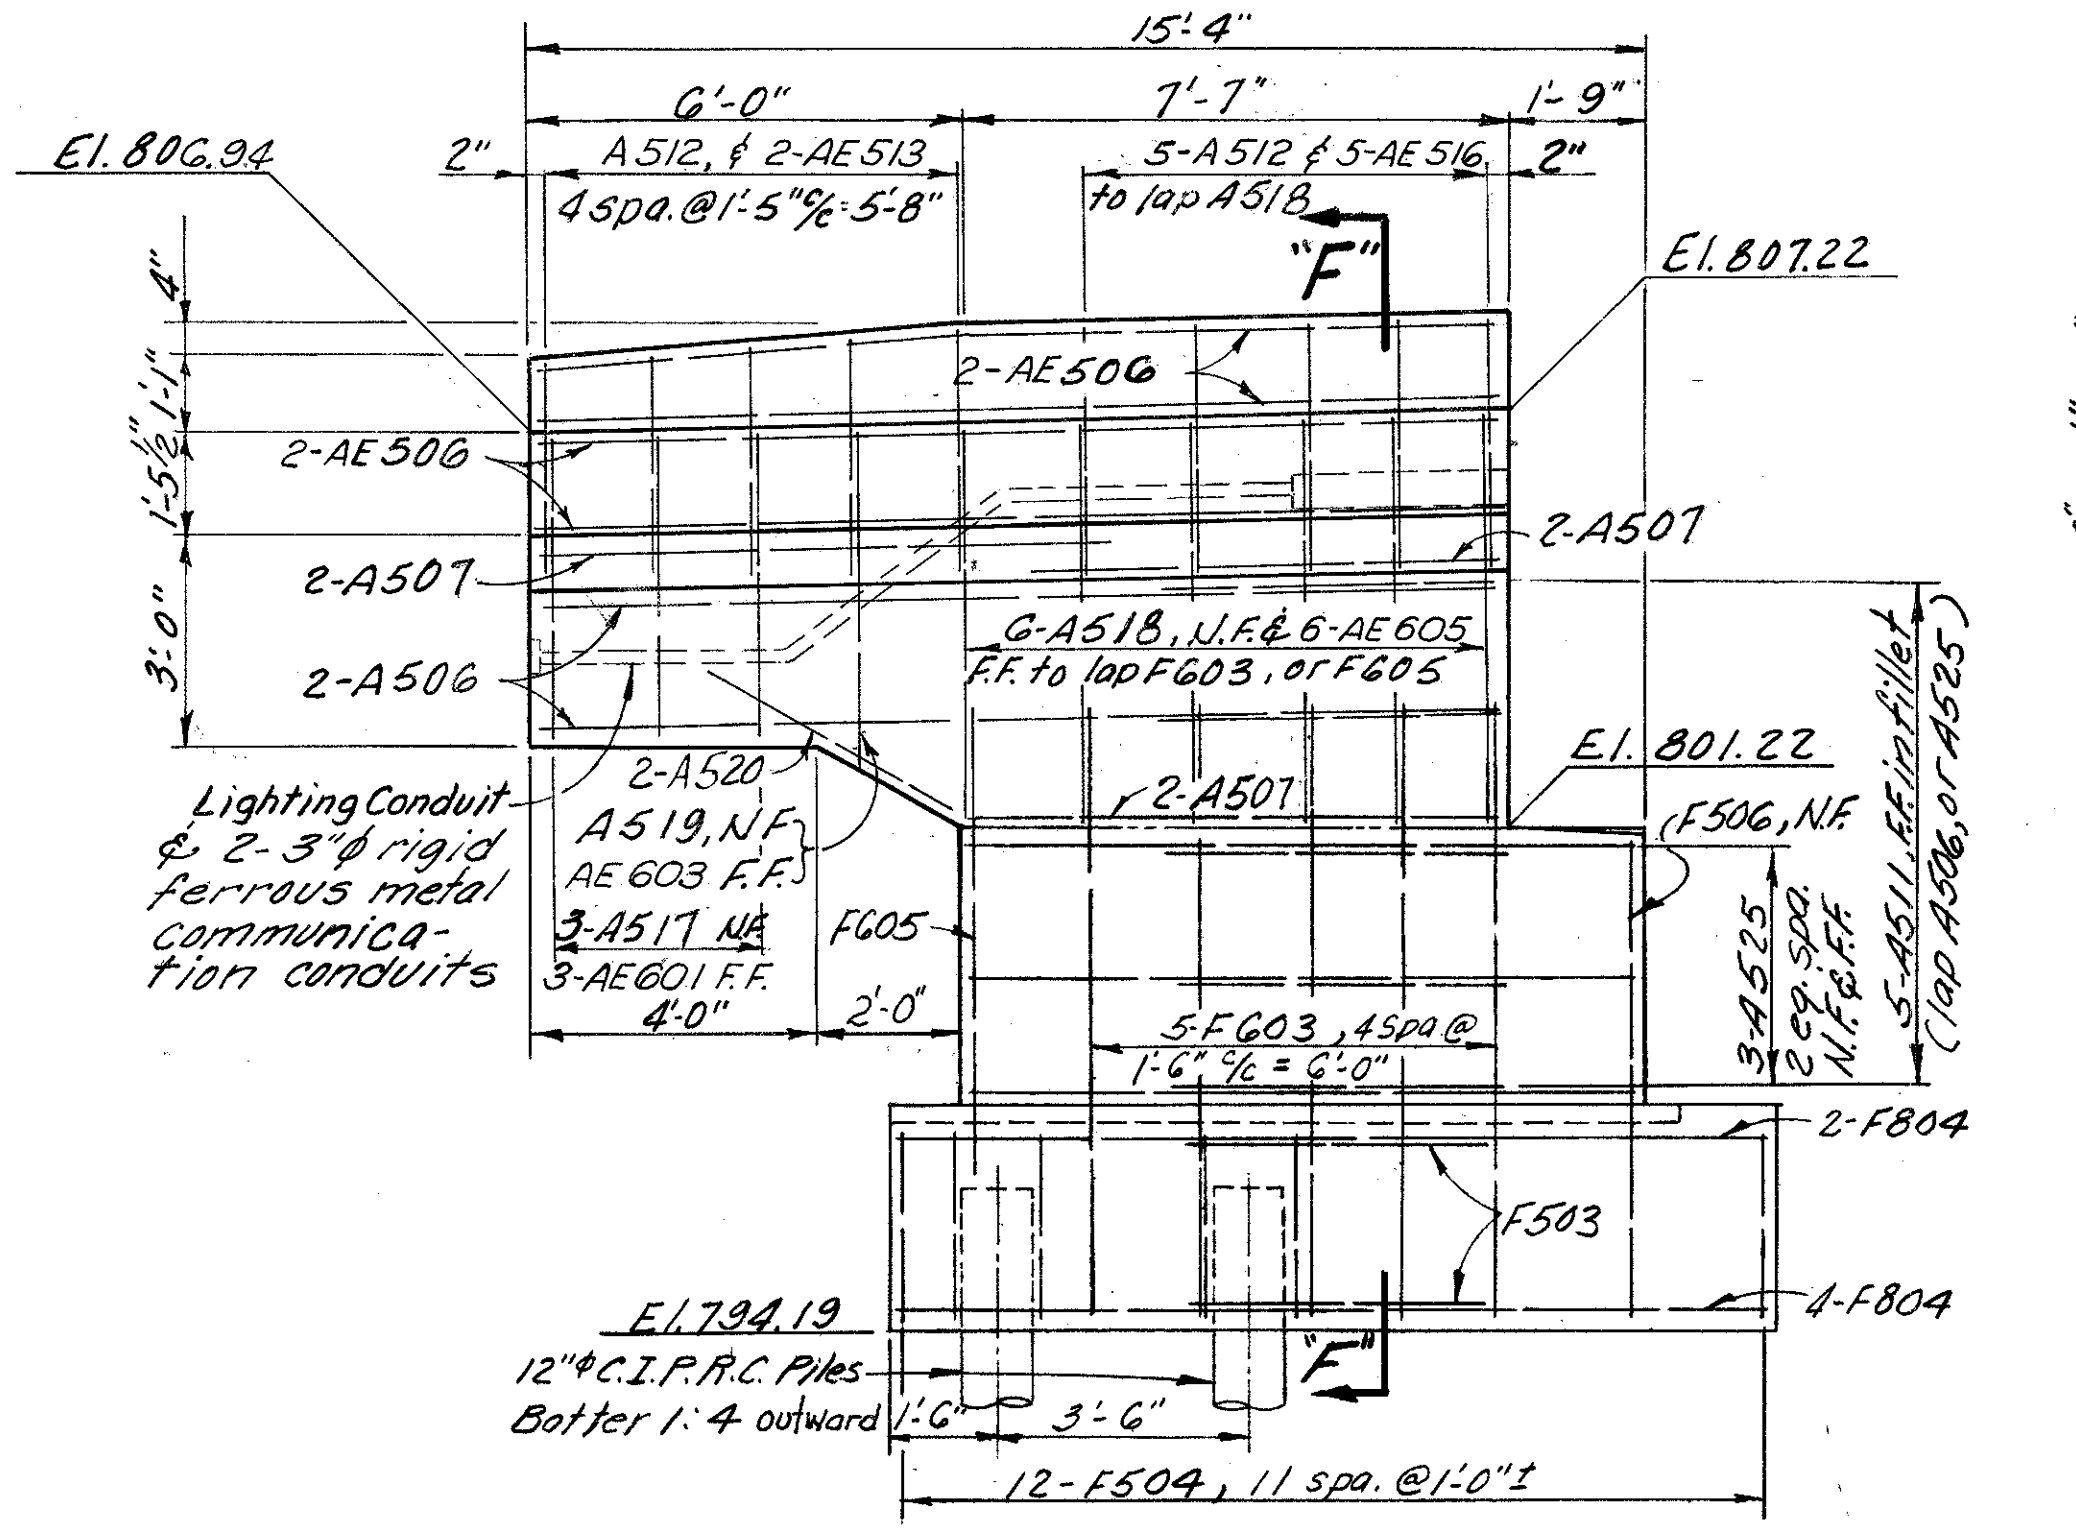 15'-4"
6'-0" 7'-7" 1'-9"
El. 806.94
2" A512, & 2-AE513 5-A512 & 5-AE516 2"
4 spa. @ 1'-5" c/c = 5'-8" to lap A518
"F"
El. 807.22
4"
1'-1"
2-AE506
1'-5 1/2"
2-AE506
2-A507
2-A507
3'-0"
6-A518, N.F. & 6-AE605
F.F. to lap F603, or F605
2-A506
5-A511, F.F. in fillet
(lap A506, or A525)
El. 801.22
2-A520
2-A507
Lighting Conduit
& 2-3"ϕ rigid
ferrous metal
communica-
tion conduits
A519, N.F.
AE603 F.F.
F506, N.F.
3-A517 N.F.
3-AE601 F.F.
F605
3-A525
2 eq. spa.
N.F. & F.F.
4'-0" 2'-0"
5-F603, 4 Spa @
1'-6" c/c = 6'-0"
2-F804
F503
4-F804
El. 794.19
"F"
12"ϕ C.I.P.R.C. Piles
Batter 1:4 outward
1'-6" 3'-6"
12-F504, 11 spa. @ 1'-0" ±